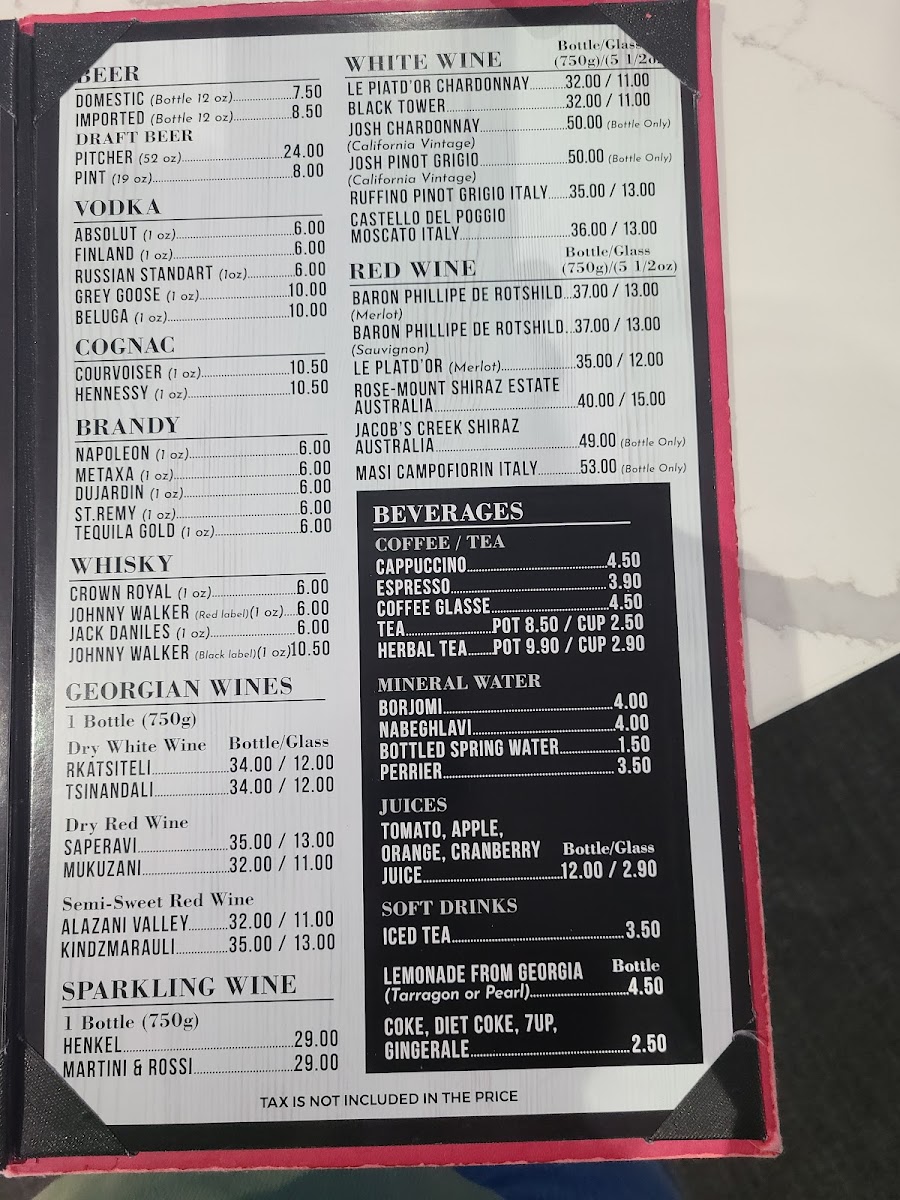 BEER
DOMESTIC (Bottle 12 oz)....7.50
IMPORTED (Bottle 12 oz)....8.50
DRAFT BEER
PITCHER (52 oz)....24.00
PINT (19 oz)....8.00
VODKA
ABSOLUT (1 oz)....6.00
FINLAND (1 oz)....6.00
RUSSIAN STANDART (1oz)....6.00
GREY GOOSE (1 oz)....10.00
BELUGA (1 oz)....10.00
COGNAC
COURVOISER (1 oz)....10.50
HENNESSY (1 oz)....10.50
BRANDY
NAPOLEON (1 oz)....6.00
METAXA (1 oz)....6.00
DUJARDIN (1 oz)....6.00
ST.REMY (1 oz)....6.00
TEQUILA GOLD (1 oz)....6.00
WHISKY
CROWN ROYAL (1 oz)....6.00
JOHNNY WALKER (Red label)(1 oz)....6.00
JACK DANILES (1 oz)....6.00
JOHNNY WALKER (Black label)(1 oz)10.50
GEORGIAN WINES
1 Bottle (750g)
Dry White Wine Bottle/Glass
RKATSITELI....34.00 / 12.00
TSINANDALI....34.00 / 12.00
Dry Red Wine
SAPERAVI....35.00 / 13.00
MUKUZANI....32.00 / 11.00
Semi-Sweet Red Wine
ALAZANI VALLEY....32.00 / 11.00
KINDZMARAULI....35.00 / 13.00
SPARKLING WINE
1 Bottle (750g)
HENKEL....29.00
MARTINI & ROSSI....29.00
WHITE WINE Bottle/Glass
(750g)/(5 1/2oz
LE PIATD'OR CHARDONNAY....32.00 / 11.00
BLACK TOWER....32.00 / 11.00
JOSH CHARDONNAY....50.00 (Bottle Only)
(California Vintage)
JOSH PINOT GRIGIO....50.00 (Bottle Only)
(California Vintage)
RUFFINO PINOT GRIGIO ITALY....35.00 / 13.00
CASTELLO DEL POGGIO
MOSCATO ITALY....36.00 / 13.00
RED WINE Bottle/Glass
(750g)/(5 1/2oz)
BARON PHILLIPE DE ROTSHILD...37.00 / 13.00
(Merlot)
BARON PHILLIPE DE ROTSHILD...37.00 / 13.00
(Sauvignon)
LE PLATD'OR (Merlot)....35.00 / 12.00
ROSE-MOUNT SHIRAZ ESTATE
AUSTRALIA....40.00 / 15.00
JACOB'S CREEK SHIRAZ
AUSTRALIA....49.00 (Bottle Only)
MASI CAMPOFIORIN ITALY....53.00 (Bottle Only)
BEVERAGES
COFFEE / TEA
CAPPUCCINO....4.50
ESPRESSO....3.90
COFFEE GLASSE....4.50
TEA....POT 8.50 / CUP 2.50
HERBAL TEA....POT 9.90 / CUP 2.90
MINERAL WATER
BORJOMI....4.00
NABEGHLAVI....4.00
BOTTLED SPRING WATER....1.50
PERRIER....3.50
JUICES
TOMATO, APPLE,
ORANGE, CRANBERRY Bottle/Glass
JUICE....12.00 / 2.90
SOFT DRINKS
ICED TEA....3.50
LEMONADE FROM GEORGIA Bottle
(Tarragon or Pearl)....4.50
COKE, DIET COKE, 7UP,
GINGERALE....2.50
TAX IS NOT INCLUDED IN THE PRICE